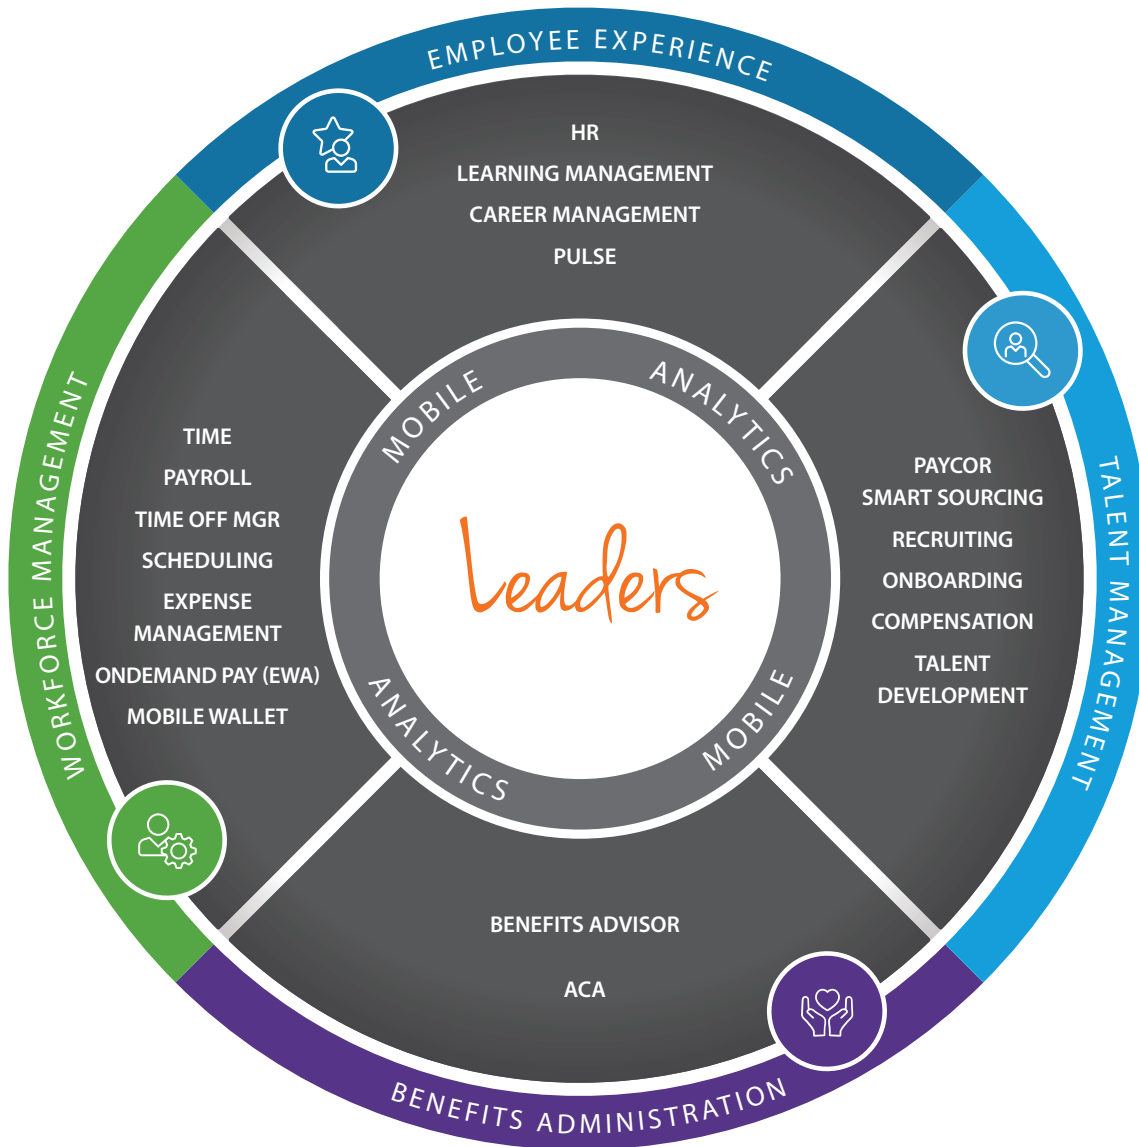 EMPLOYEE EXPERIENCE
HR
LEARNING MANAGEMENT
CAREER MANAGEMENT
PULSE
TALENT MANAGEMENT
PAYCOR
SMART SOURCING
RECRUITING
ONBOARDING
COMPENSATION
TALENT
DEVELOPMENT
BENEFITS ADMINISTRATION
BENEFITS ADVISOR
ACA
WORKFORCE MANAGEMENT
TIME
PAYROLL
TIME OFF MGR
SCHEDULING
EXPENSE
MANAGEMENT
ONDEMAND PAY (EWA)
MOBILE WALLET
MOBILE
ANALYTICS
MOBILE
ANALYTICS
Leaders